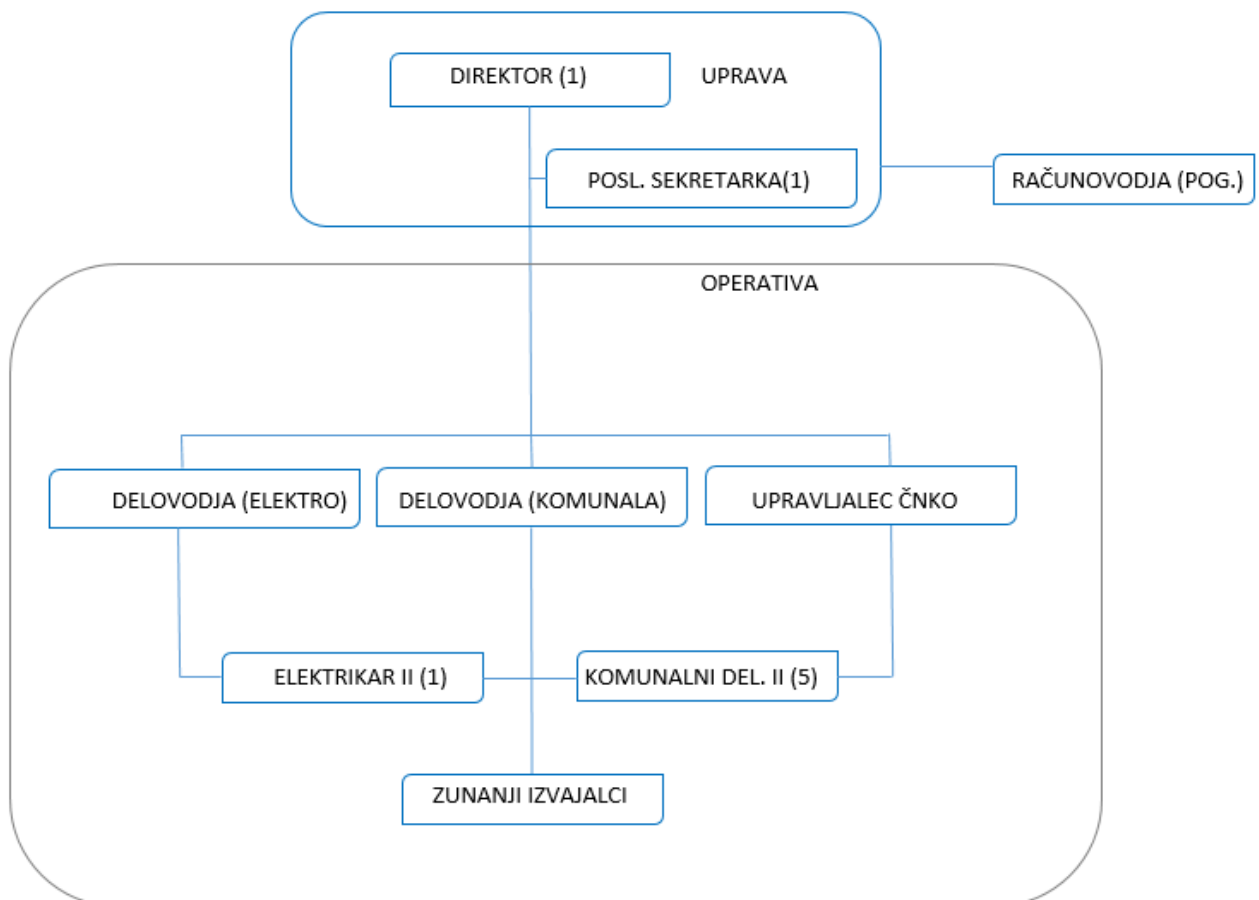 DIREKTOR (1)
UPRAVA
POSL. SEKRETARKA(1)
RAČUNOVODJA (POG.)
OPERATIVA
DELOVODJA (ELEKTRO)
DELOVODJA (KOMUNALA)
UPRAVLJALEC ČNKO
ELEKTRIKAR II (1)
KOMUNALNI DEL. II (5)
ZUNANJI IZVAJALCI